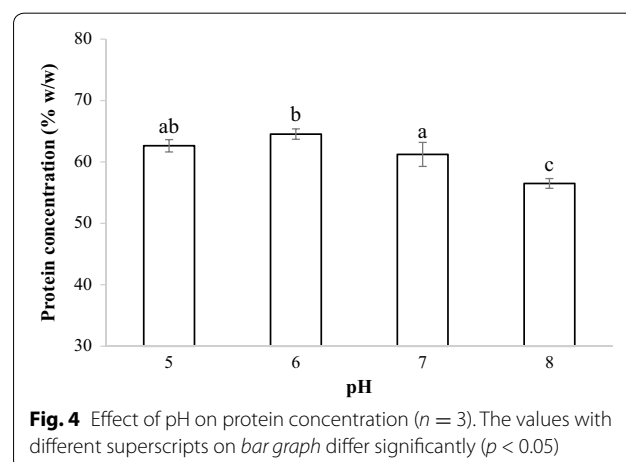 80
70
60
50
40
30
Protein concentration (% w/w)
ab
b
a
c
5 6 7 8
pH
Fig. 4 Effect of pH on protein concentration (n = 3). The values with
different superscripts on bar graph differ significantly (p < 0.05)